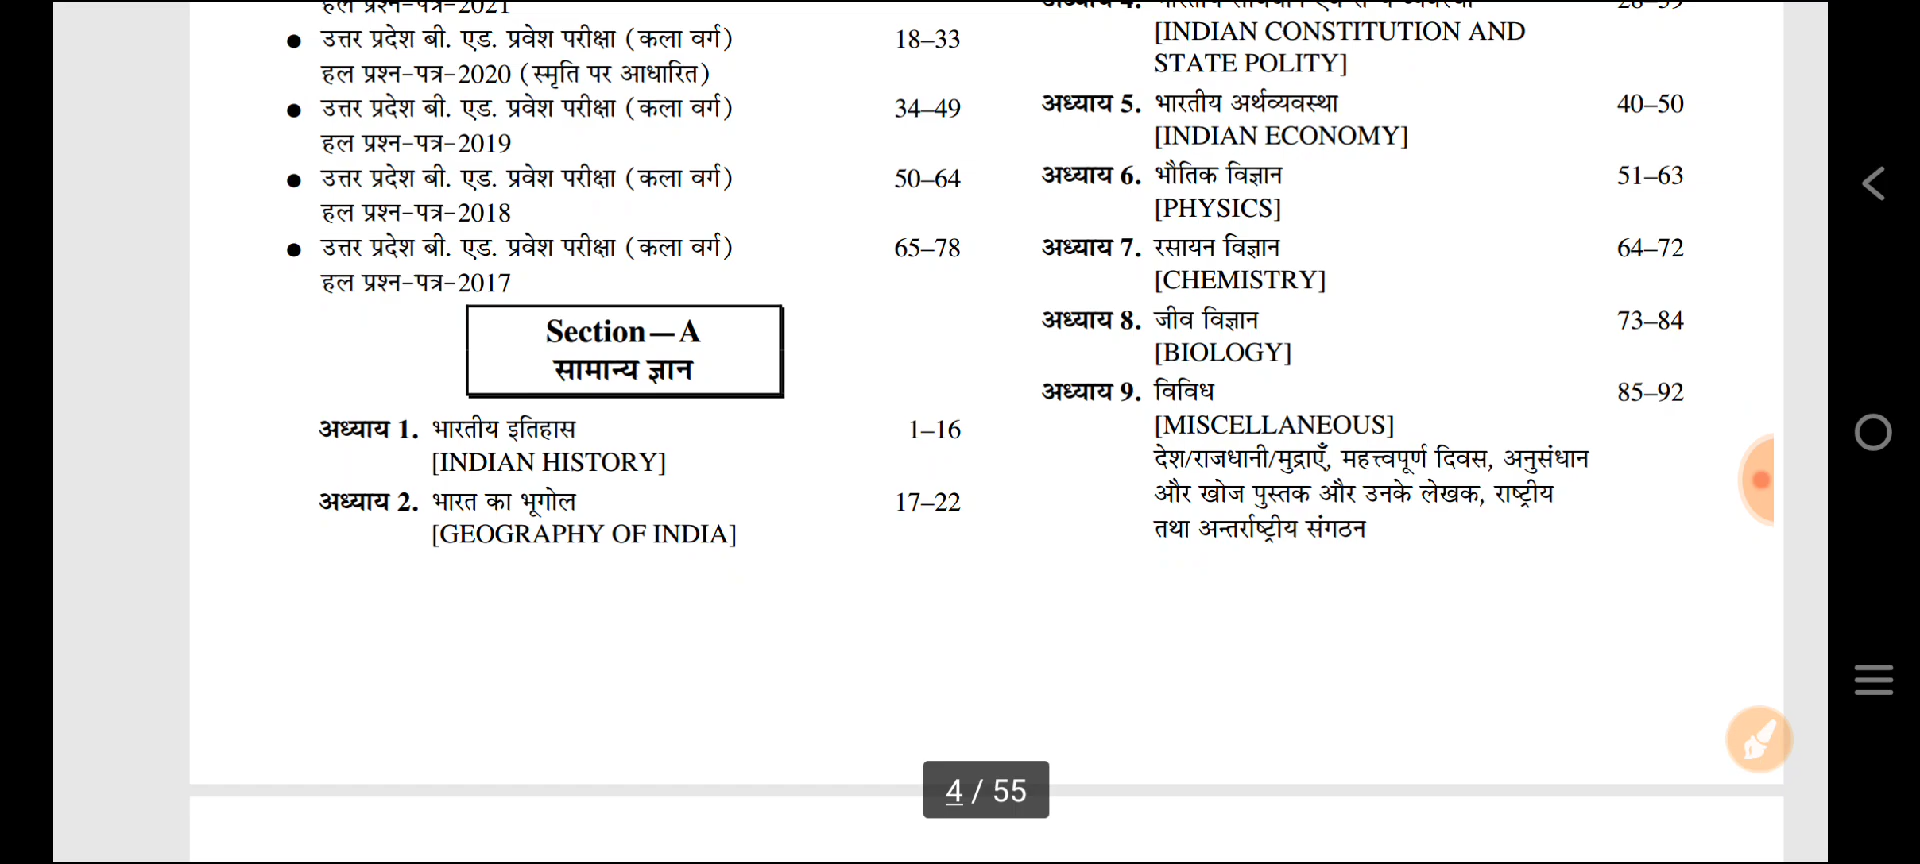 हल प्रश्न-पत्र-2021
● उत्तर प्रदेश बी. एड. प्रवेश परीक्षा (कला वर्ग) 18–33
हल प्रश्न-पत्र-2020 (स्मृति पर आधारित)
● उत्तर प्रदेश बी. एड. प्रवेश परीक्षा (कला वर्ग) 34–49
हल प्रश्न-पत्र-2019
● उत्तर प्रदेश बी. एड. प्रवेश परीक्षा (कला वर्ग) 50–64
हल प्रश्न-पत्र-2018
● उत्तर प्रदेश बी. एड. प्रवेश परीक्षा (कला वर्ग) 65–78
हल प्रश्न-पत्र-2017
Section—A
सामान्य ज्ञान
अध्याय 1. भारतीय इतिहास 1–16
[INDIAN HISTORY]
अध्याय 2. भारत का भूगोल 17–22
[GEOGRAPHY OF INDIA]
अध्याय 4.
[INDIAN CONSTITUTION AND
STATE POLITY]
अध्याय 5. भारतीय अर्थव्यवस्था 40–50
[INDIAN ECONOMY]
अध्याय 6. भौतिक विज्ञान 51–63
[PHYSICS]
अध्याय 7. रसायन विज्ञान 64–72
[CHEMISTRY]
अध्याय 8. जीव विज्ञान 73–84
[BIOLOGY]
अध्याय 9. विविध 85–92
[MISCELLANEOUS]
देश/राजधानी/मुद्राएँ, महत्त्वपूर्ण दिवस, अनुसंधान
और खोज पुस्तक और उनके लेखक, राष्ट्रीय
तथा अन्तर्राष्ट्रीय संगठन
4 / 55